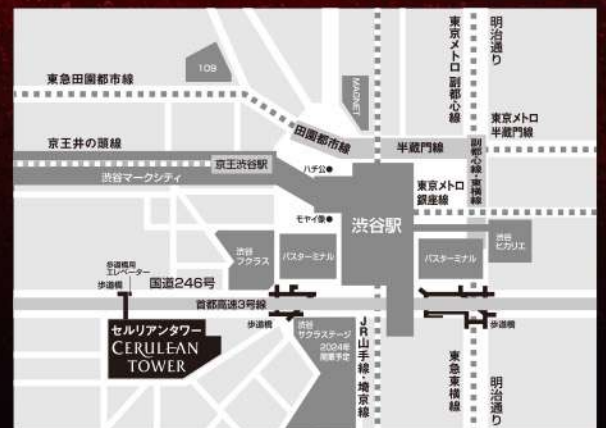 東急田園都市線
109
MAGNET
東京メトロ 副都心線
明治通り
京王井の頭線
田園都市線
半蔵門線
東京メトロ
半蔵門線
副都心線・東横線
京王渋谷駅
ハチ公●
渋谷マークシティ
東京メトロ
銀座線
モヤイ像●
渋谷駅
渋谷
フクラス
バスターミナル
バスターミナル
渋谷
ヒカリエ
歩道橋用
エレベーター
歩道橋
国道246号
首都高速3号線
セルリアンタワー
CERULEAN
TOWER
歩道橋
渋谷
サクラステージ
2024年
開業予定
JR山手線・埼京線
歩道橋
東急東横線
明治通り